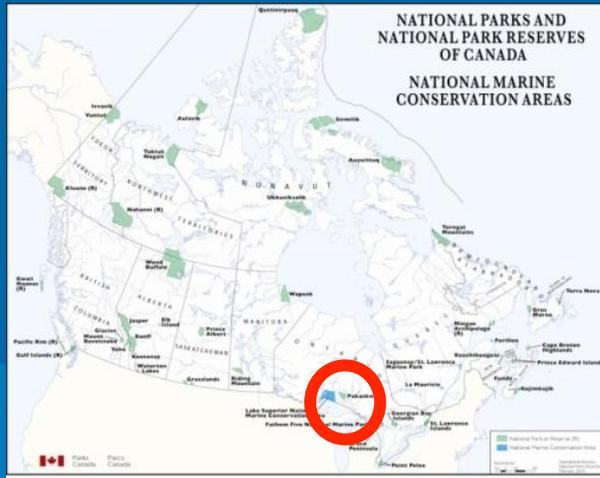 NATIONAL PARKS AND
NATIONAL PARK RESERVES
OF CANADA
NATIONAL MARINE
CONSERVATION AREAS
Quttinirpaaq
Ivvavik
Vuntut
Aulavik
Sirmilik
Tuktut
Nogait
Auyuittuq
YUKON
TERRITORY
Kluane (R)
NORTHWEST
TERRITORIES
Nahanni (R)
NUNAVUT
Ukkusiksalik
Torngat
Mountains
Wood
Buffalo
Wapusk
Gwaii
Haanas
(R)
BRITISH
COLUMBIA
ALBERTA
SASKATCHEWAN
MANITOBA
ONTARIO
QUEBEC
Terra Nova
Gros
Morne
Mingan
Archipelago
(R)
Jasper
Elk
Island
Prince
Albert
Glacier
Mount
Revelstoke
Yoho
Banff
Kootenay
Waterton
Lakes
Pacific Rim (R)
Gulf Islands (R)
Grasslands
Riding
Mountain
Forillon
Cape Breton
Highlands
Kouchibouguac
Prince Edward Island
Saguenay/St. Lawrence
Marine Park
La Mauricie
Fundy
Kejimkujik
Pukaskwa
Lake Superior
Marine Conservation
Fathom Five
Marine
Georgian Bay
Islands
St. Lawrence
Islands
Peninsula
Point Pelee
Parks
Canada
Parcs
Canada
National Park or Reserve (R)
National Marine Conservation Area